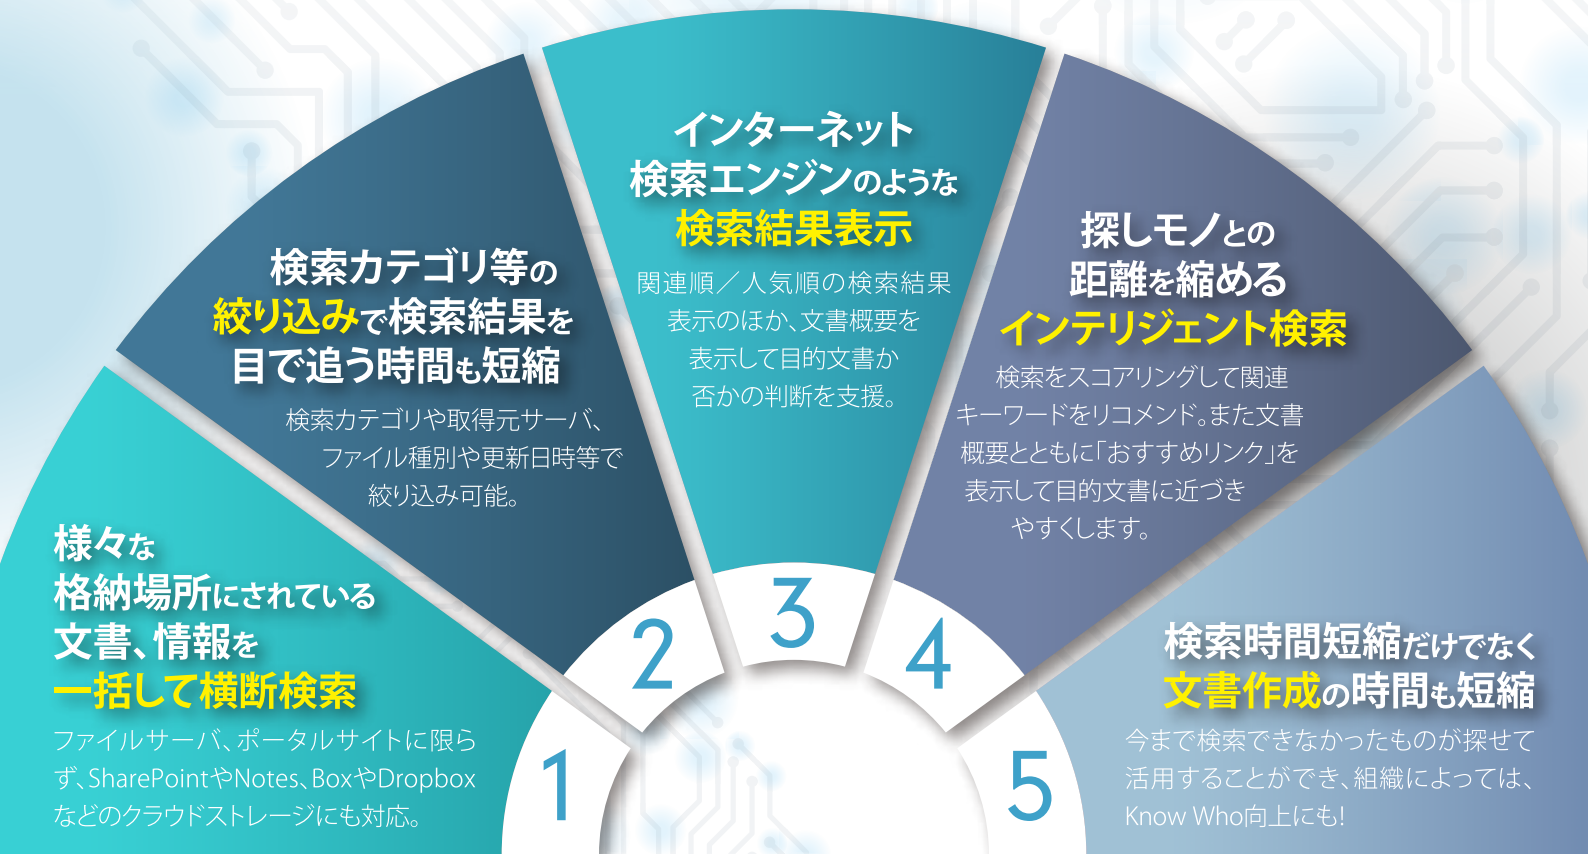 様々な
格納場所にされている
文書、情報を
一括して横断検索
ファイルサーバ、ポータルサイトに限ら
ず、SharePointやNotes、BoxやDropbox
などのクラウドストレージにも対応。
1
検索カテゴリ等の
絞り込みで検索結果を
目で追う時間も短縮
検索カテゴリや取得元サーバ、
ファイル種別や更新日時等で
絞り込み可能。
2
インターネット
検索エンジンのような
検索結果表示
関連順／人気順の検索結果
表示のほか、文書概要を
表示して目的文書か
否かの判断を支援。
3
探しモノとの
距離を縮める
インテリジェント検索
検索をスコアリングして関連
キーワードをリコメンド。また文書
概要とともに「おすすめリンク」を
表示して目的文書に近づき
やすくします。
4
検索時間短縮だけでなく
文書作成の時間も短縮
今まで検索できなかったものが探せて
活用することができ、組織によっては、
Know Who向上にも!
5